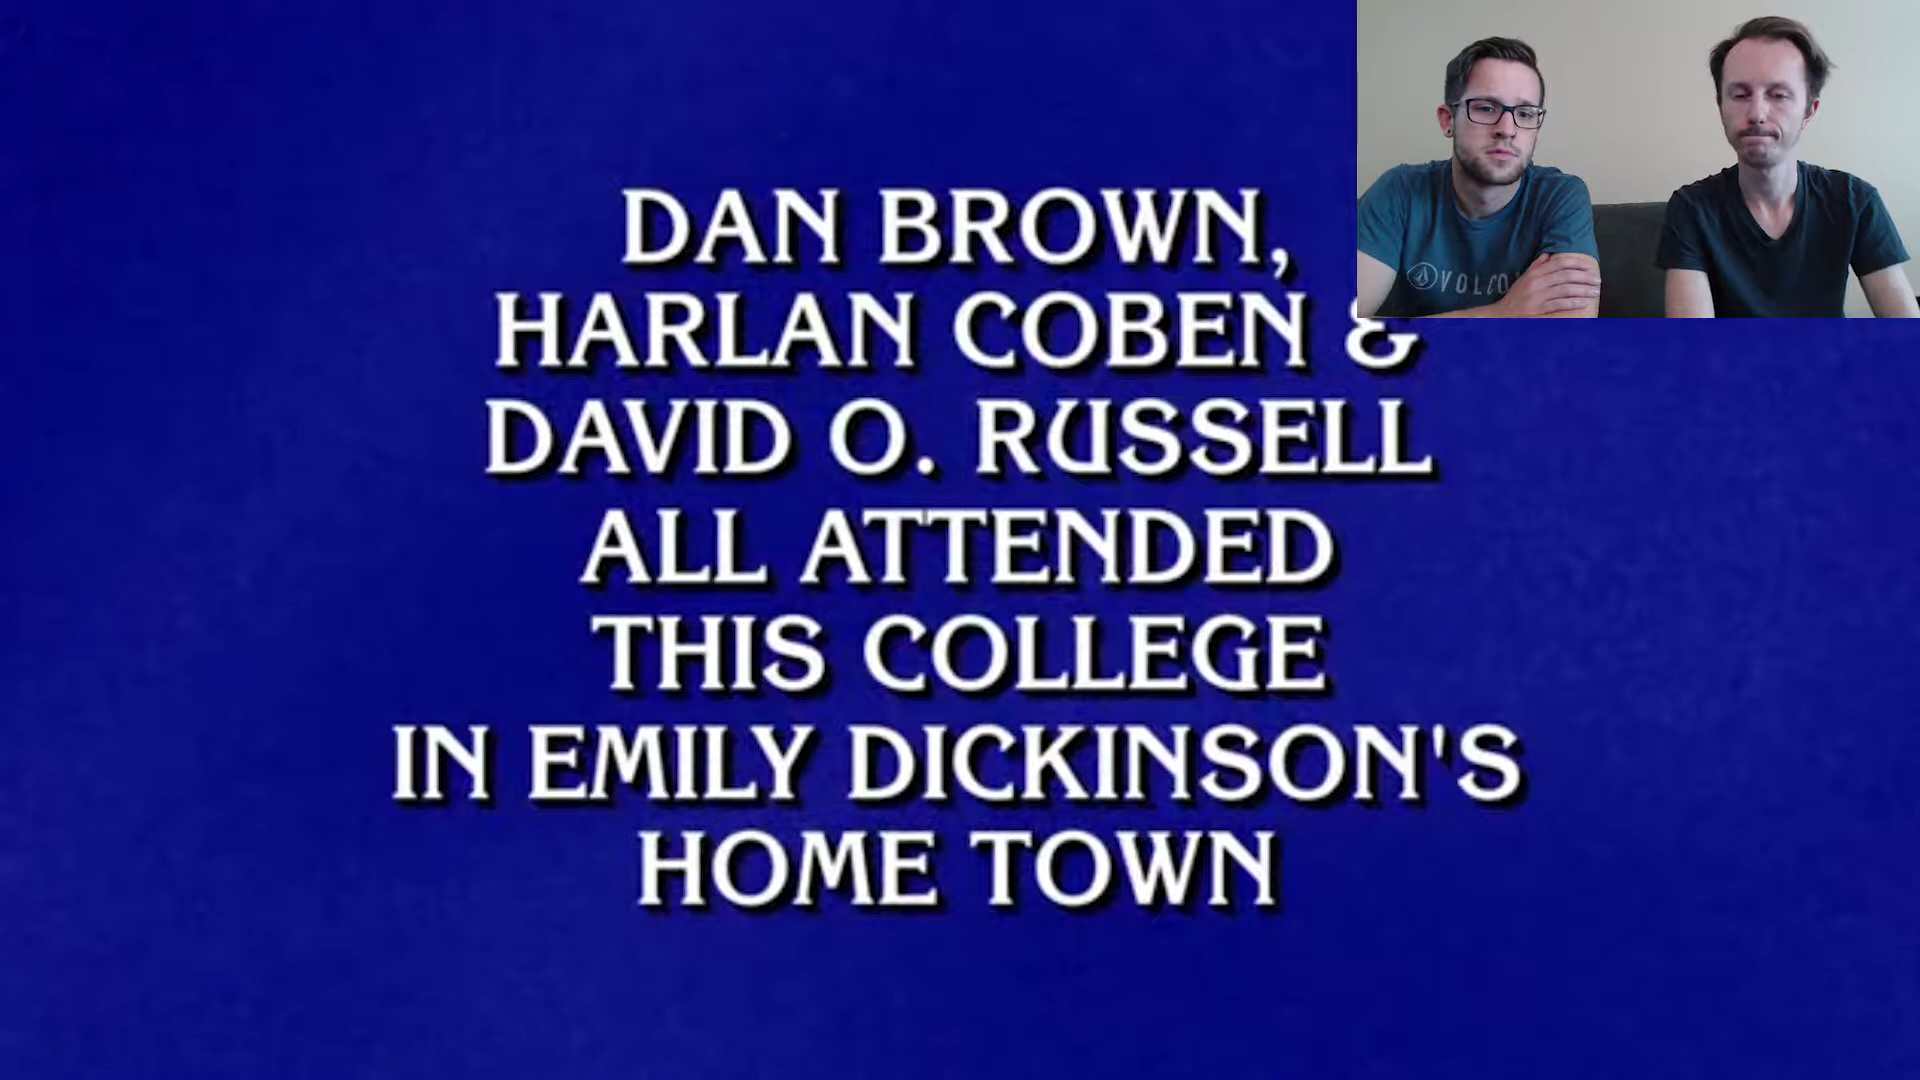 DAN BROWN,
HARLAN COBEN &
DAVID O. RUSSELL
ALL ATTENDED
THIS COLLEGE
IN EMILY DICKINSON'S
HOME TOWN